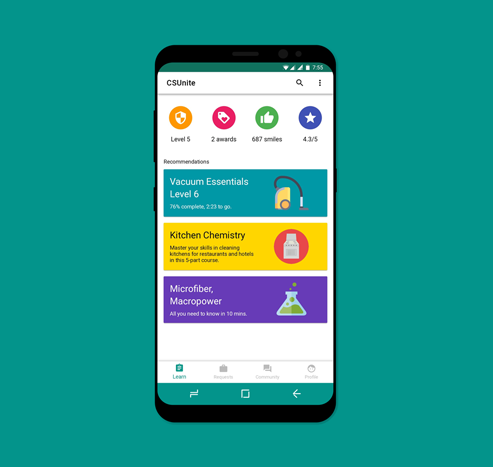 7:55
CSUnite
Level 5
2 awards
687 smiles
4.3/5
Recommendations
Vacuum Essentials
Level 6
76% complete, 2:23 to go.
Kitchen Chemistry
Master your skills in cleaning
kitchens for restaurants and hotels
in this 5-part course.
Microfiber,
Macropower
All you need to know in 10 mins.
Learn
Community
Profile